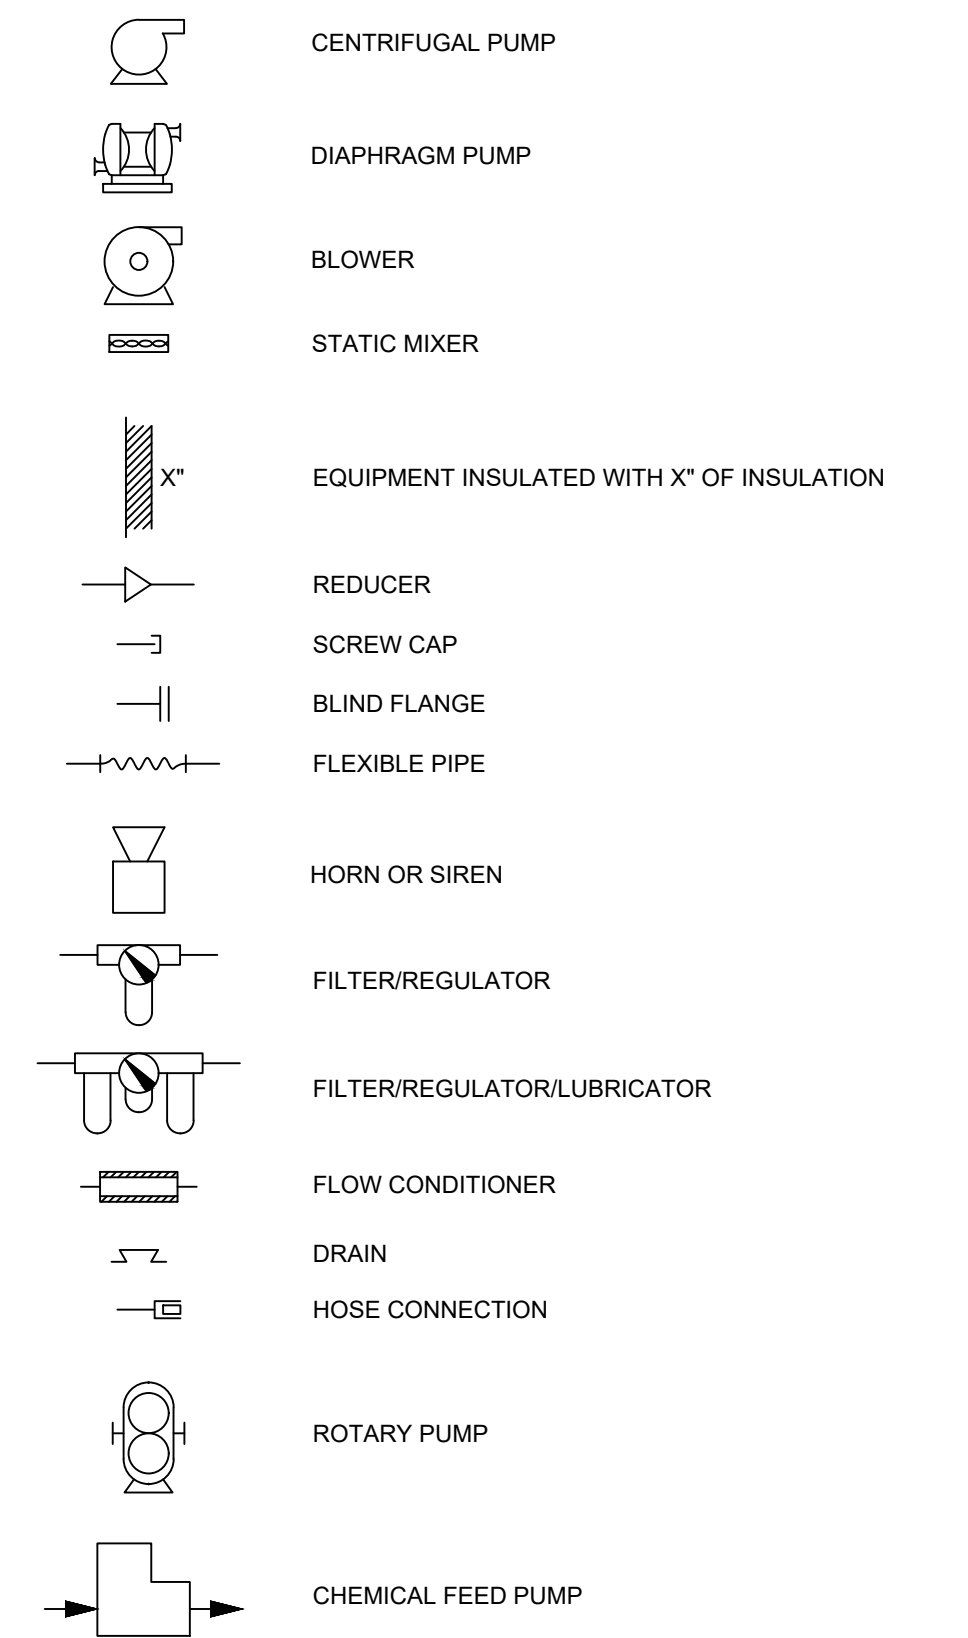 CENTRIFUGAL PUMP
DIAPHRAGM PUMP
BLOWER
STATIC MIXER
X" EQUIPMENT INSULATED WITH X" OF INSULATION
REDUCER
SCREW CAP
BLIND FLANGE
FLEXIBLE PIPE
HORN OR SIREN
FILTER/REGULATOR
FILTER/REGULATOR/LUBRICATOR
FLOW CONDITIONER
DRAIN
HOSE CONNECTION
ROTARY PUMP
CHEMICAL FEED PUMP